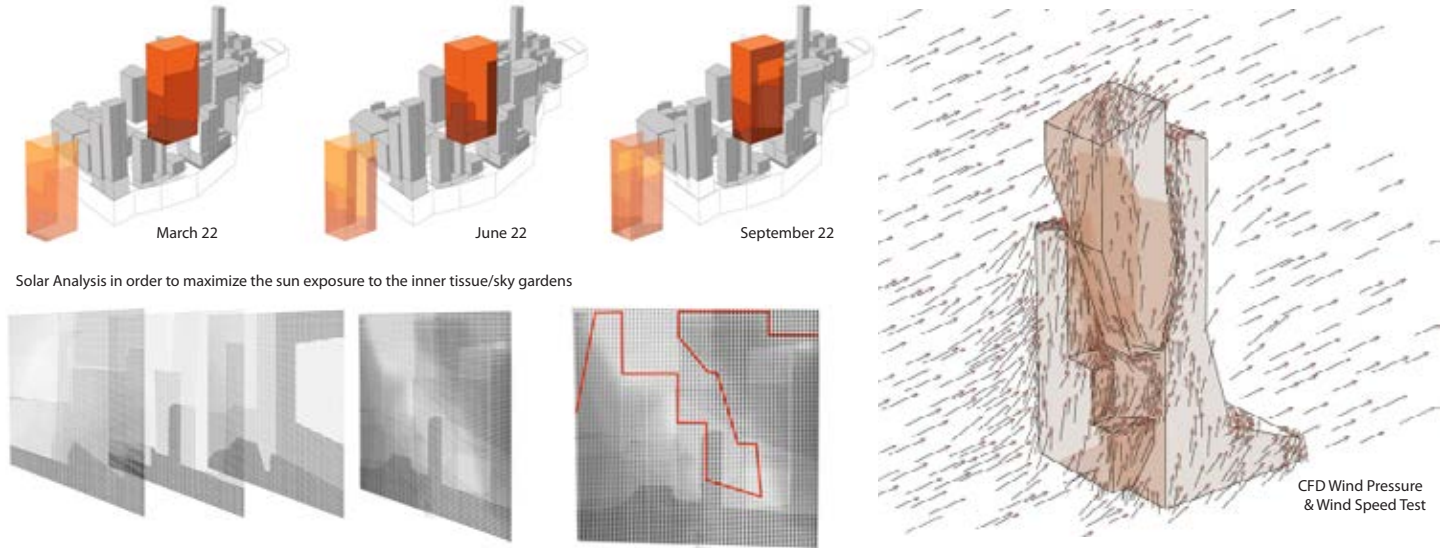 March 22
June 22
September 22
Solar Analysis in order to maximize the sun exposure to the inner tissue/sky gardens
CFD Wind Pressure
& Wind Speed Test